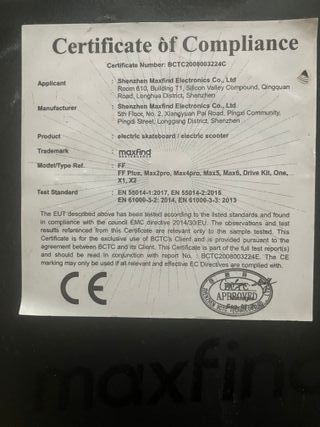 Certificate of Compliance
Certificate Number: BCTC2008003224C
Applicant : Shenzhen Maxfind Electronics Co., Ltd
Room 610, Building T1, Silicon Valley Compound, Qingquan
Road, Longhua District, Shenzhen
Manufacturer : Shenzhen Maxfind Electronics Co., Ltd
5th Floor, No. 2, Xiangysan Pai Road, Pingxi Community,
Pingdi Street, Longgang District, Shenzhen
Product : electric skateboard / electric scooter
Trademark : maxfind
Model/Type Ref. : FF
FF Plus, Max2pro, Max4pro, Max5, Max6, Drive Kit, One,
X1, X2
Test Standard : EN 55014-1:2017, EN 55014-2:2015
EN 61000-3-2: 2014, EN 61000-3-3: 2013
The EUT described above has been tested according to the listed standards and found
in compliance with the council EMC directive 2014/30/EU. The observations and test
results referenced from this Certificate are relevant only to the sample tested. This
Certificate is for the exclusive use of BCTC's Client and is provided pursuant to the
agreement between BCTC and its Client. This Certificate is part of the full test report(s)
and should be read in conjunction with report No. : BCTC2008003224E. The CE
marking may only be used if all relevant and effective EC Directives are complied with.
CE
BCTC
APPROVED
maxfind